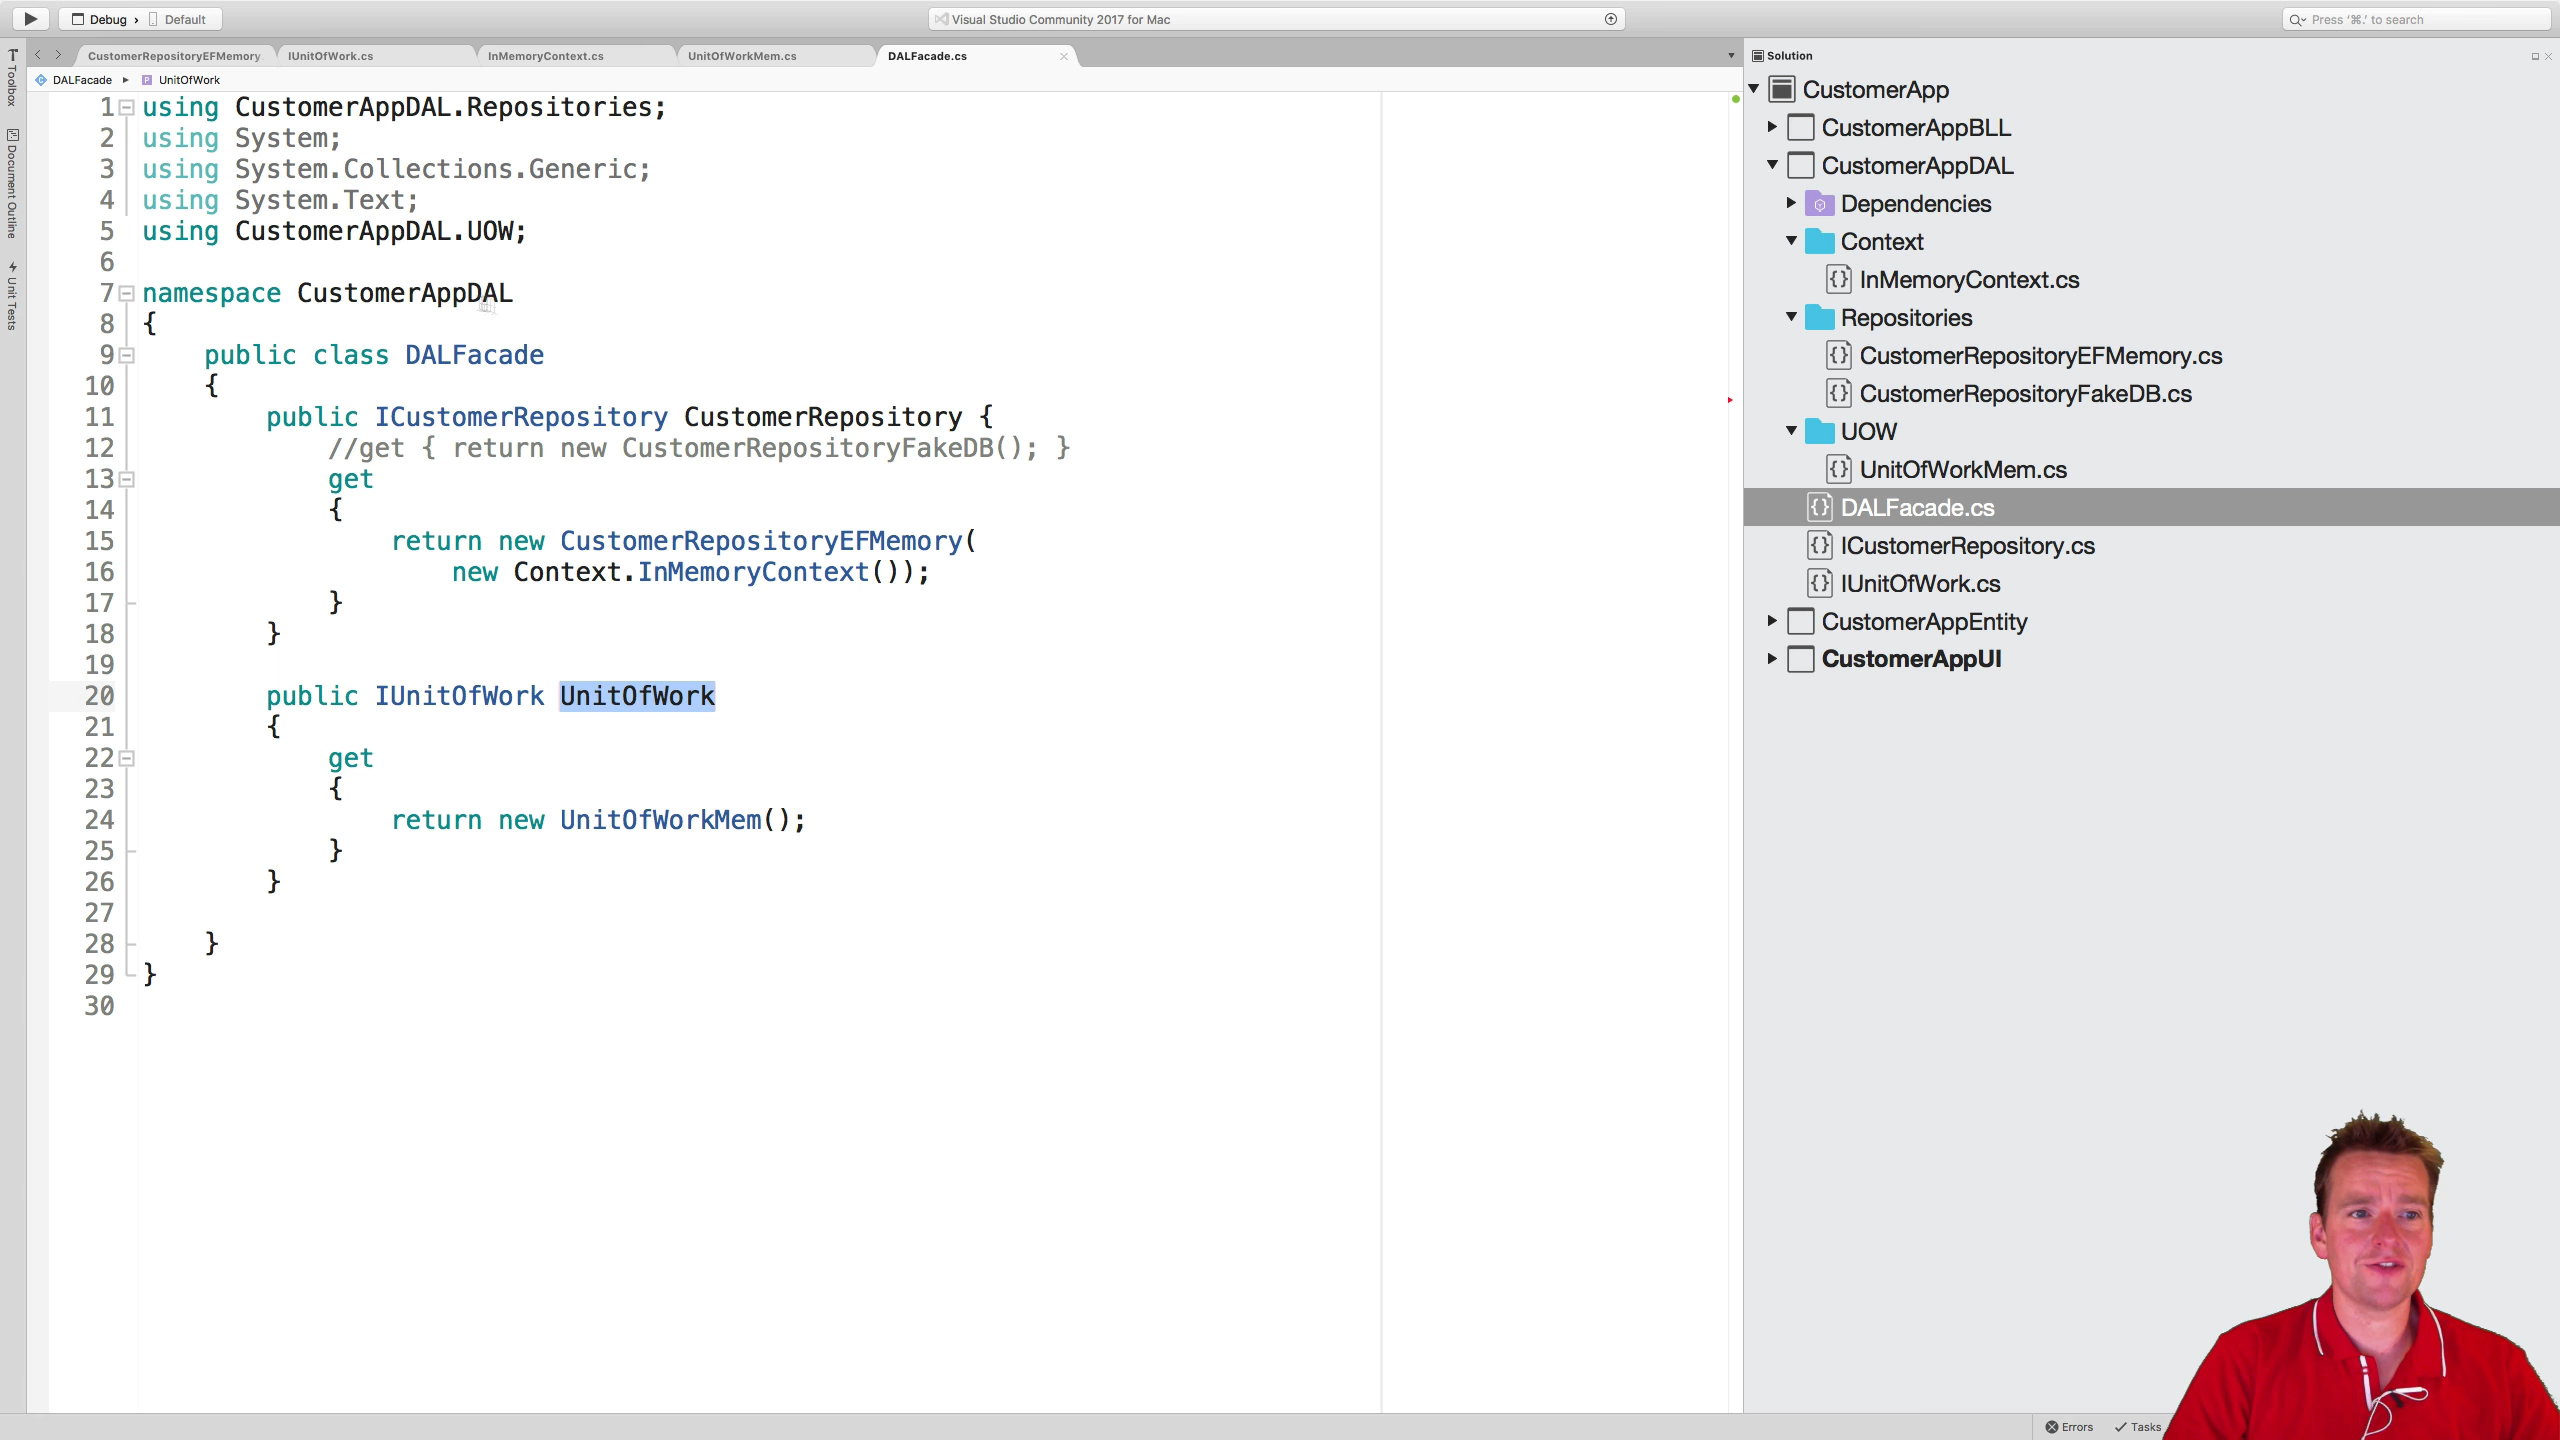 Debug › Default
Visual Studio Community 2017 for Mac
Press '⌘.' to search
CustomerRepositoryEFMemory
IUnitOfWork.cs
InMemoryContext.cs
UnitOfWorkMem.cs
DALFacade.cs
Solution
DALFacade ▸ UnitOfWork
Toolbox
Document Outline
Unit Tests
1 using CustomerAppDAL.Repositories;
2 using System;
3 using System.Collections.Generic;
4 using System.Text;
5 using CustomerAppDAL.UOW;
6
7 namespace CustomerAppDAL
8 {
9 public class DALFacade
10 {
11 public ICustomerRepository CustomerRepository {
12 //get { return new CustomerRepositoryFakeDB(); }
13 get
14 {
15 return new CustomerRepositoryEFMemory(
16 new Context.InMemoryContext());
17 }
18 }
19
20 public IUnitOfWork UnitOfWork
21 {
22 get
23 {
24 return new UnitOfWorkMem();
25 }
26 }
27
28 }
29 }
30
CustomerApp
CustomerAppBLL
CustomerAppDAL
Dependencies
Context
InMemoryContext.cs
Repositories
CustomerRepositoryEFMemory.cs
CustomerRepositoryFakeDB.cs
UOW
UnitOfWorkMem.cs
DALFacade.cs
ICustomerRepository.cs
IUnitOfWork.cs
CustomerAppEntity
CustomerAppUI
Errors
Tasks